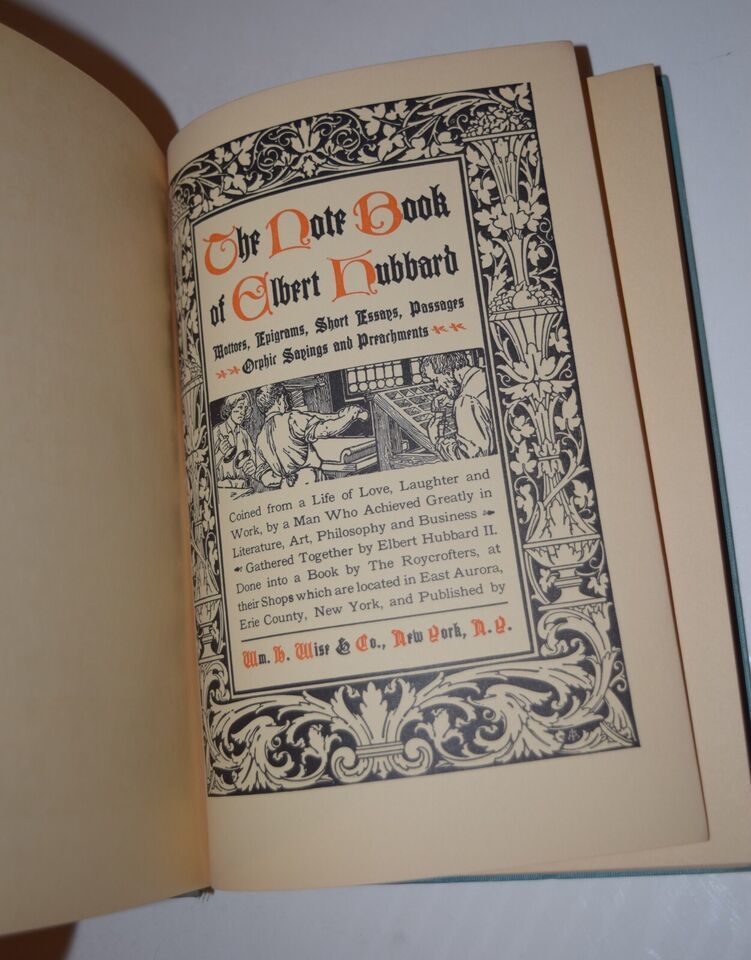 The Note Book
of Elbert Hubbard
Mottoes, Epigrams, Short Essays, Passages
Orphic Sayings and Preachments
Coined from a Life of Love, Laughter and
Work, by a Man Who Achieved Greatly in
Literature, Art, Philosophy and Business
Gathered Together by Elbert Hubbard II.
Done into a Book by The Roycrofters, at
their Shops which are located in East Aurora,
Erie County, New York, and Published by
Wm. H. Wise & Co., New York, N. Y.